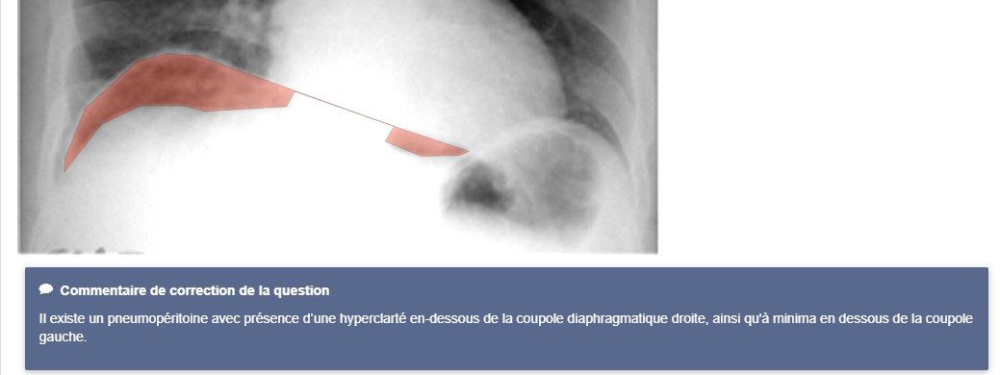 Commentaire de correction de la question
Il existe un pneumopéritoine avec présence d'une hyperclarté en-dessous de la coupole diaphragmatique droite, ainsi qu'à minima en dessous de la coupole
gauche.